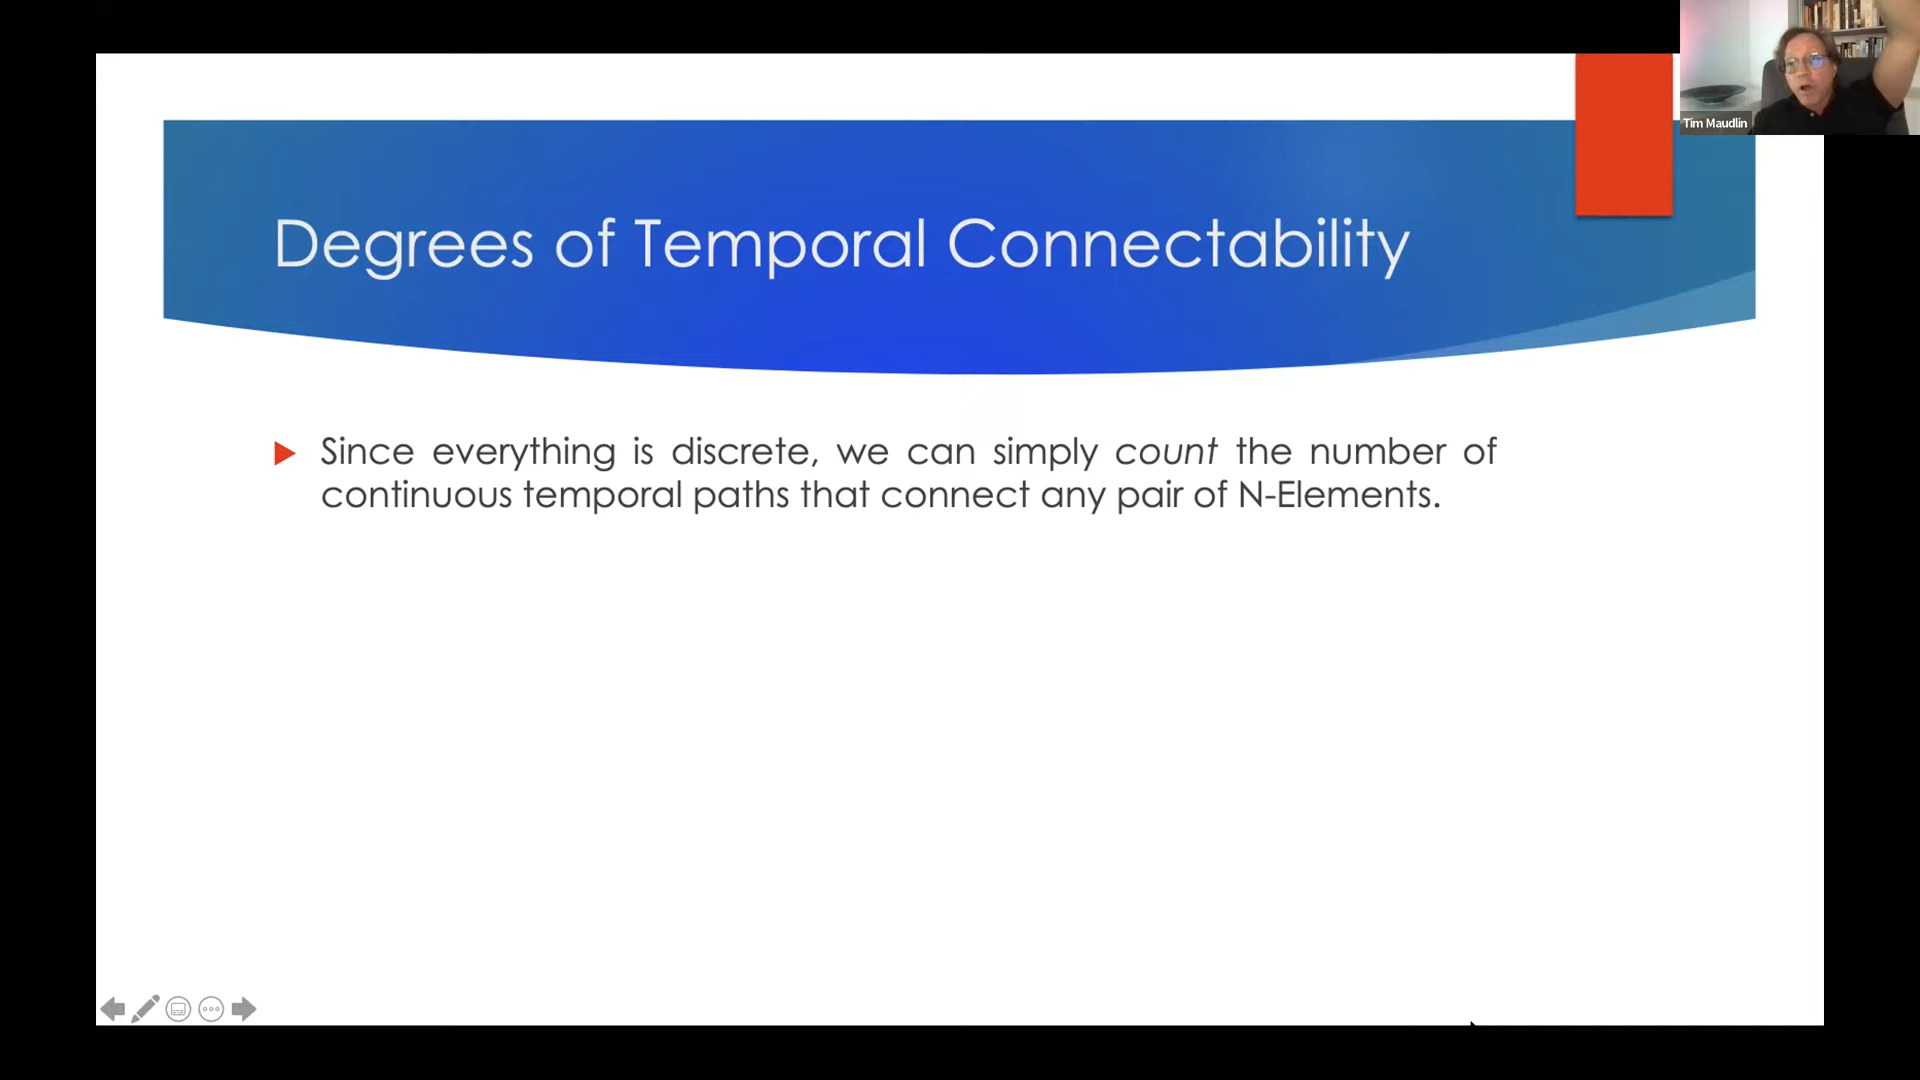 Tim Maudlin
Degrees of Temporal Connectability
Since everything is discrete, we can simply count the number of
continuous temporal paths that connect any pair of N-Elements.